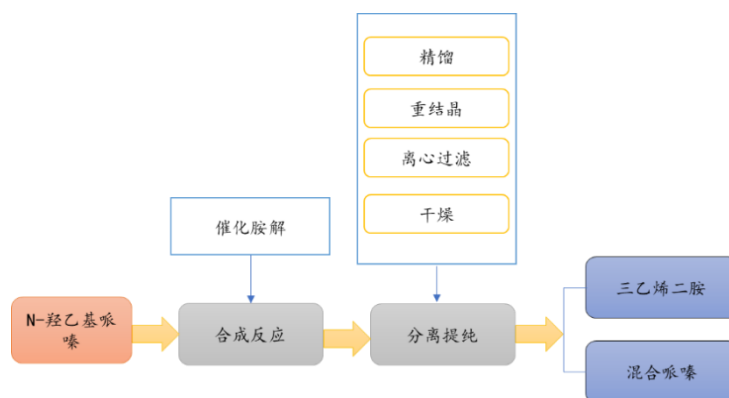 精馏
重结晶
离心过滤
干燥
催化胺解
N-羟乙基哌
嗪
合成反应
分离提纯
三乙烯二胺
混合哌嗪